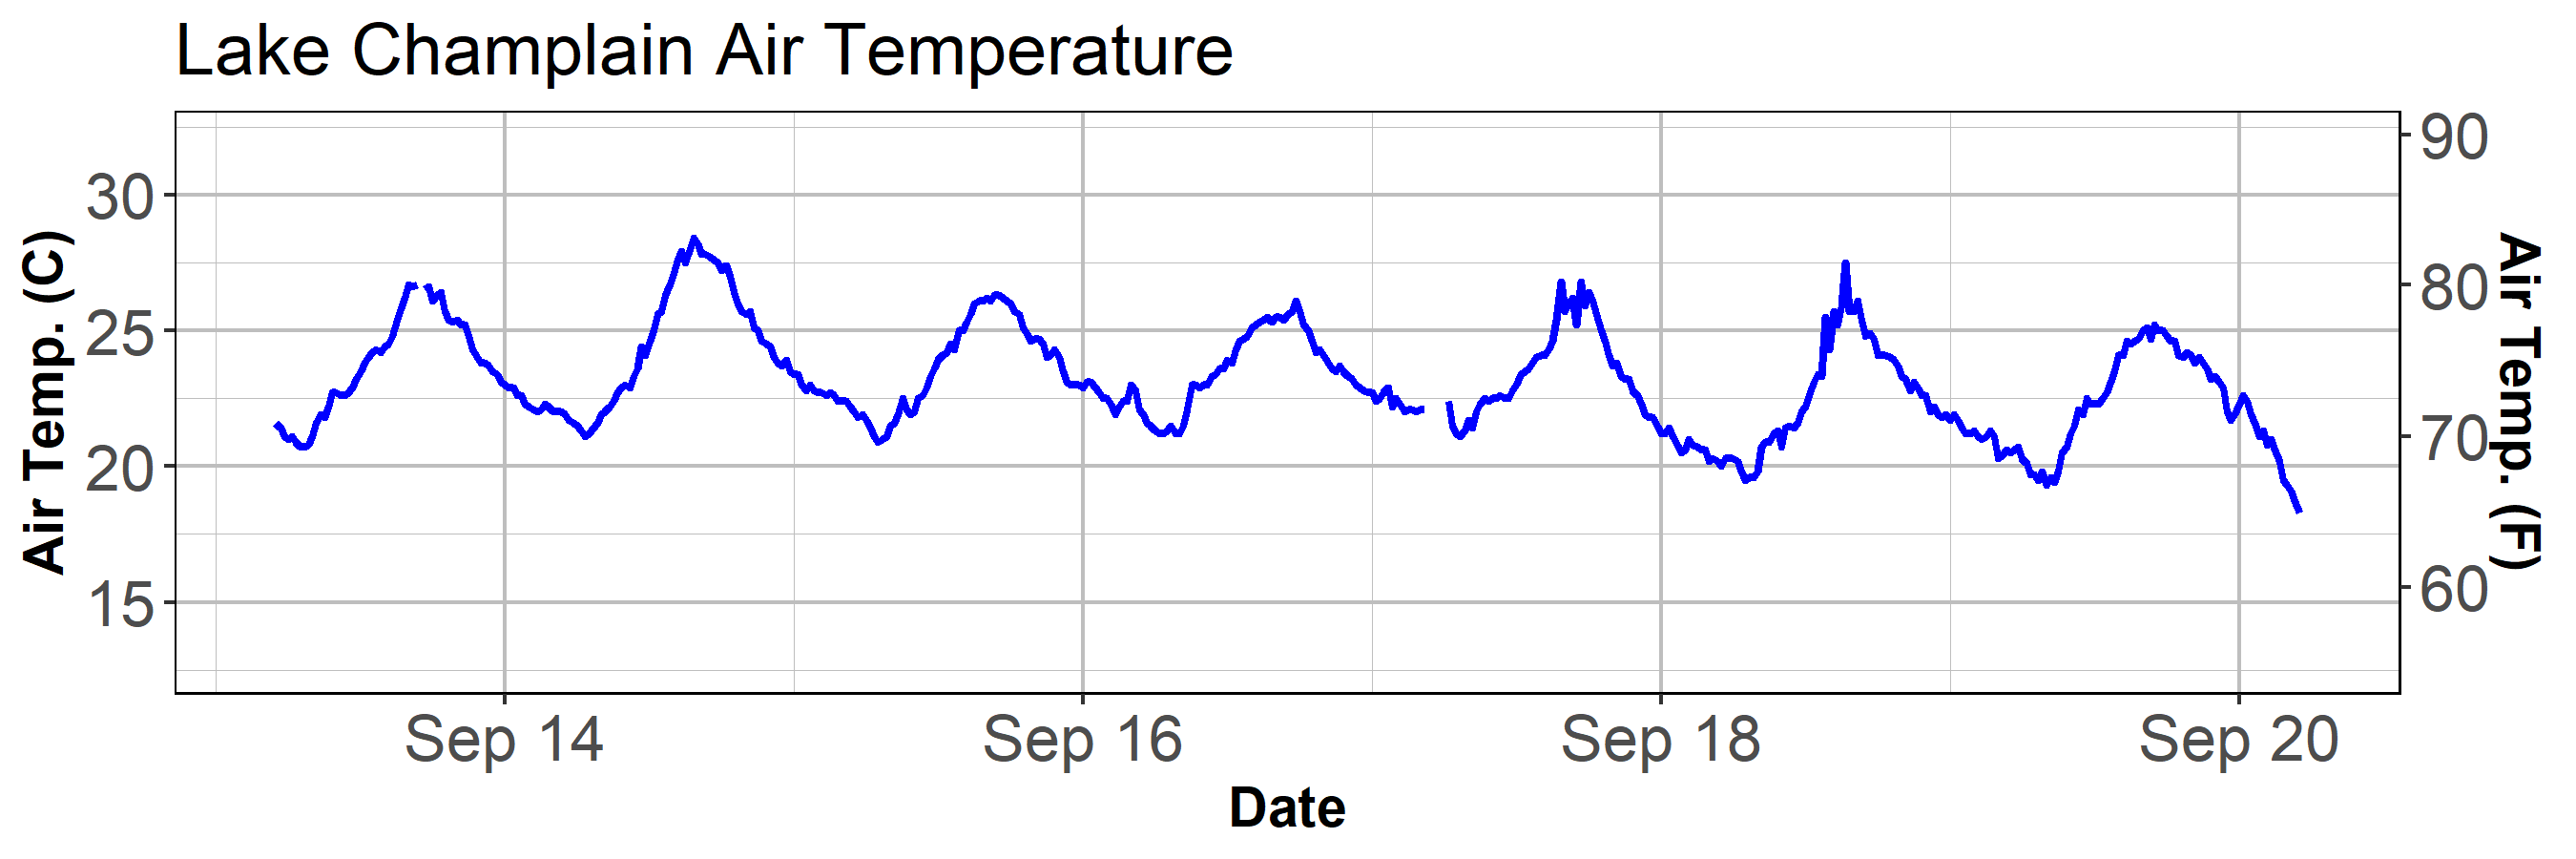 Lake Champlain Air Temperature
Air Temp. (C)
30
25
20
15
90
80
70
60
Air Temp. (F)
Sep 14
Sep 16
Sep 18
Sep 20
Date